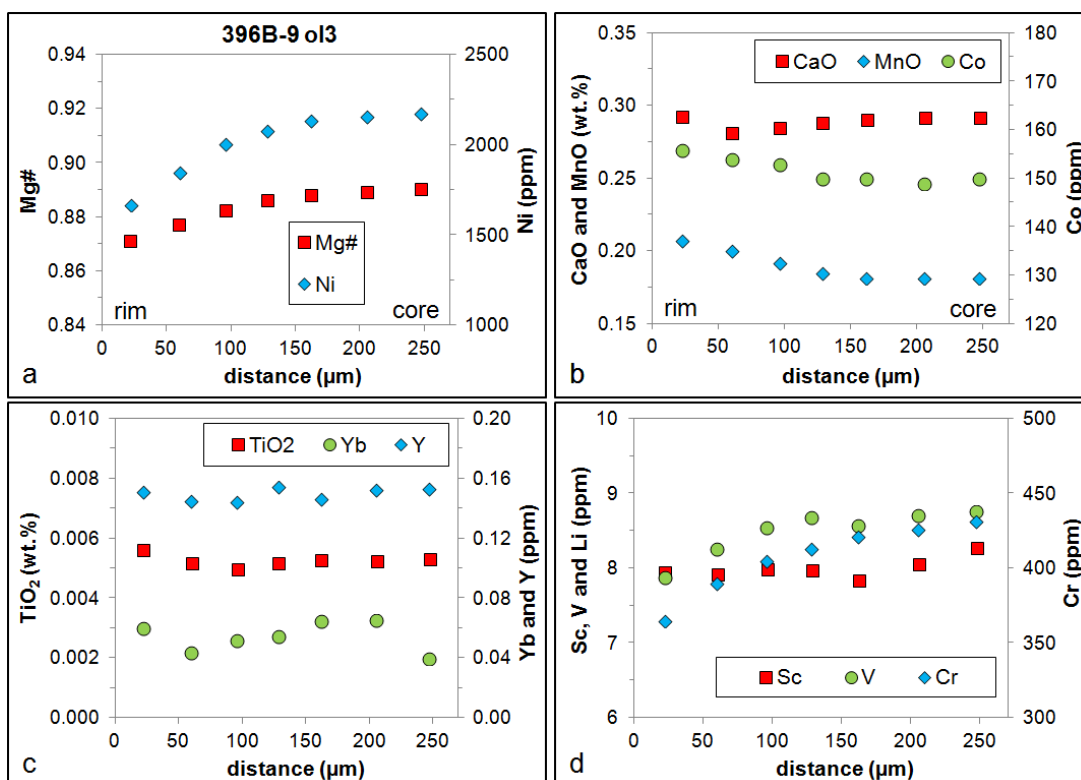 396B-9 ol3
0.94
0.92
0.90
0.88
0.86
0.84
Mg#
2500
2000
1500
1000
Ni (ppm)
Mg#
Ni
rim
core
0 50 100 150 200 250
distance (µm)
a
0.35
0.30
0.25
0.20
0.15
CaO and MnO (wt.%)
180
170
160
150
140
130
120
Co (ppm)
CaO MnO Co
rim
core
0 50 100 150 200 250
distance (µm)
b
0.010
0.008
0.006
0.004
0.002
0.000
TiO₂ (wt.%)
0.20
0.16
0.12
0.08
0.04
0.00
Yb and Y (ppm)
TiO2 Yb Y
0 50 100 150 200 250
distance (µm)
c
10
9
8
7
6
Sc, V and Li (ppm)
500
450
400
350
300
Cr (ppm)
Sc V Cr
0 50 100 150 200 250
distance (µm)
d